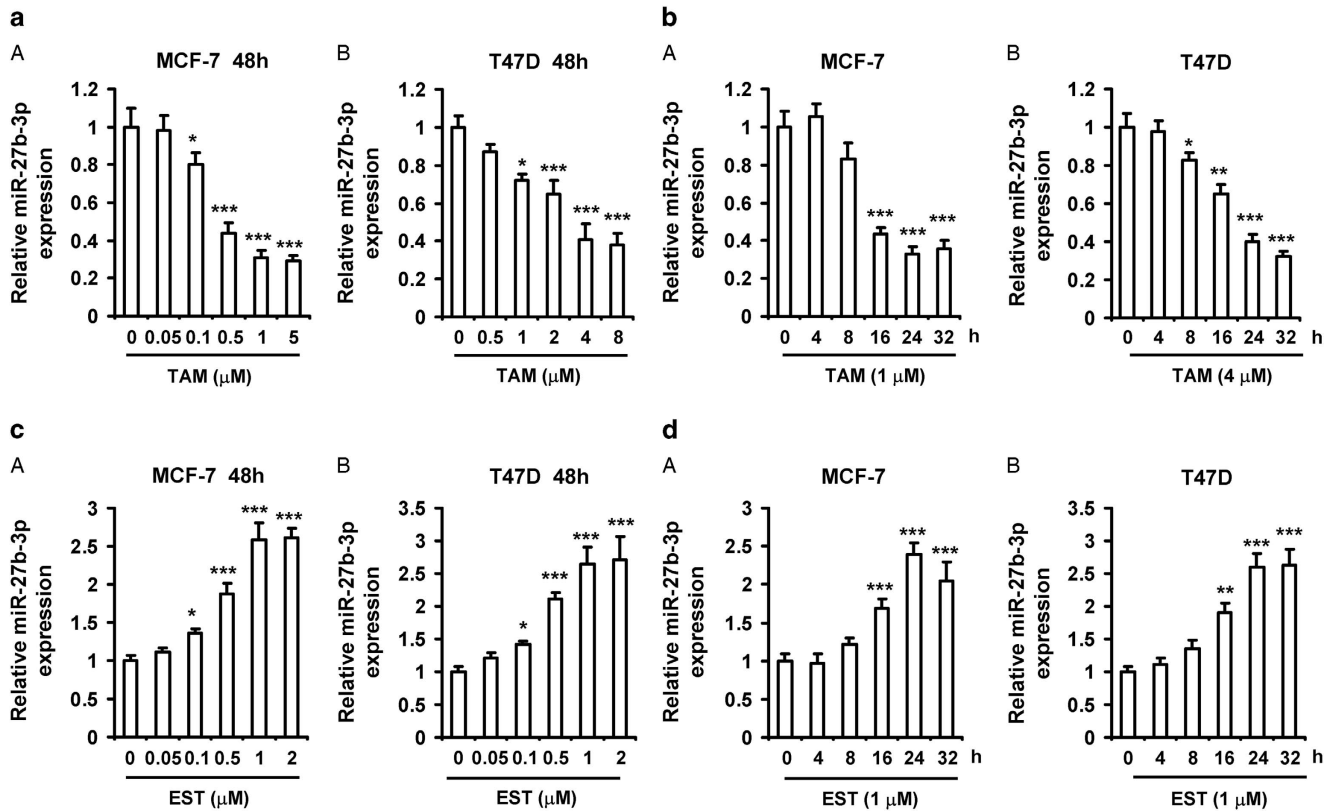 a
A
MCF-7 48h
Relative miR-27b-3p
expression
1.2
1
0.8
0.6
0.4
0.2
0
*
***
***
***
0 0.05 0.1 0.5 1 5
TAM (μM)
B
T47D 48h
Relative miR-27b-3p
expression
1.2
1
0.8
0.6
0.4
0.2
0
*
***
***
***
0 0.5 1 2 4 8
TAM (μM)
b
A
MCF-7
Relative miR-27b-3p
expression
1.2
1
0.8
0.6
0.4
0.2
0
***
***
***
0 4 8 16 24 32 h
TAM (1 μM)
B
T47D
Relative miR-27b-3p
expression
1.2
1
0.8
0.6
0.4
0.2
0
*
**
***
***
0 4 8 16 24 32 h
TAM (4 μM)
c
A
MCF-7 48h
Relative miR-27b-3p
expression
3
2.5
2
1.5
1
0.5
0
*
***
***
***
0 0.05 0.1 0.5 1 2
EST (μM)
B
T47D 48h
Relative miR-27b-3p
expression
3.5
3
2.5
2
1.5
1
0.5
0
*
***
***
***
0 0.05 0.1 0.5 1 2
EST (μM)
d
A
MCF-7
Relative miR-27b-3p
expression
3
2.5
2
1.5
1
0.5
0
***
***
***
0 4 8 16 24 32 h
EST (1 μM)
B
T47D
Relative miR-27b-3p
expression
3.5
3
2.5
2
1.5
1
0.5
0
**
***
***
0 4 8 16 24 32 h
EST (1 μM)